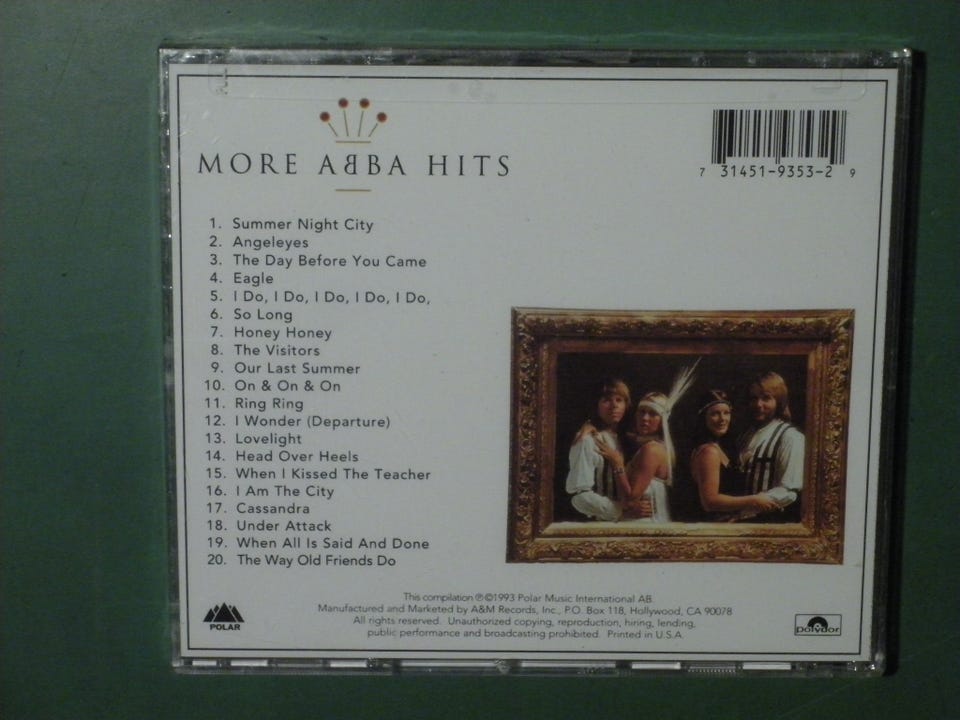 MORE AᗺBA HITS
7 31451-9353-2 9
1. Summer Night City
2. Angeleyes
3. The Day Before You Came
4. Eagle
5. I Do, I Do, I Do, I Do, I Do,
6. So Long
7. Honey Honey
8. The Visitors
9. Our Last Summer
10. On & On & On
11. Ring Ring
12. I Wonder (Departure)
13. Lovelight
14. Head Over Heels
15. When I Kissed The Teacher
16. I Am The City
17. Cassandra
18. Under Attack
19. When All Is Said And Done
20. The Way Old Friends Do
This compilation ℗©1993 Polar Music International AB.
Manufactured and Marketed by A&M Records, Inc., P.O. Box 118, Hollywood, CA 90078
All rights reserved. Unauthorized copying, reproduction, hiring, lending,
public performance and broadcasting prohibited. Printed in U.S.A.
POLAR
polydor